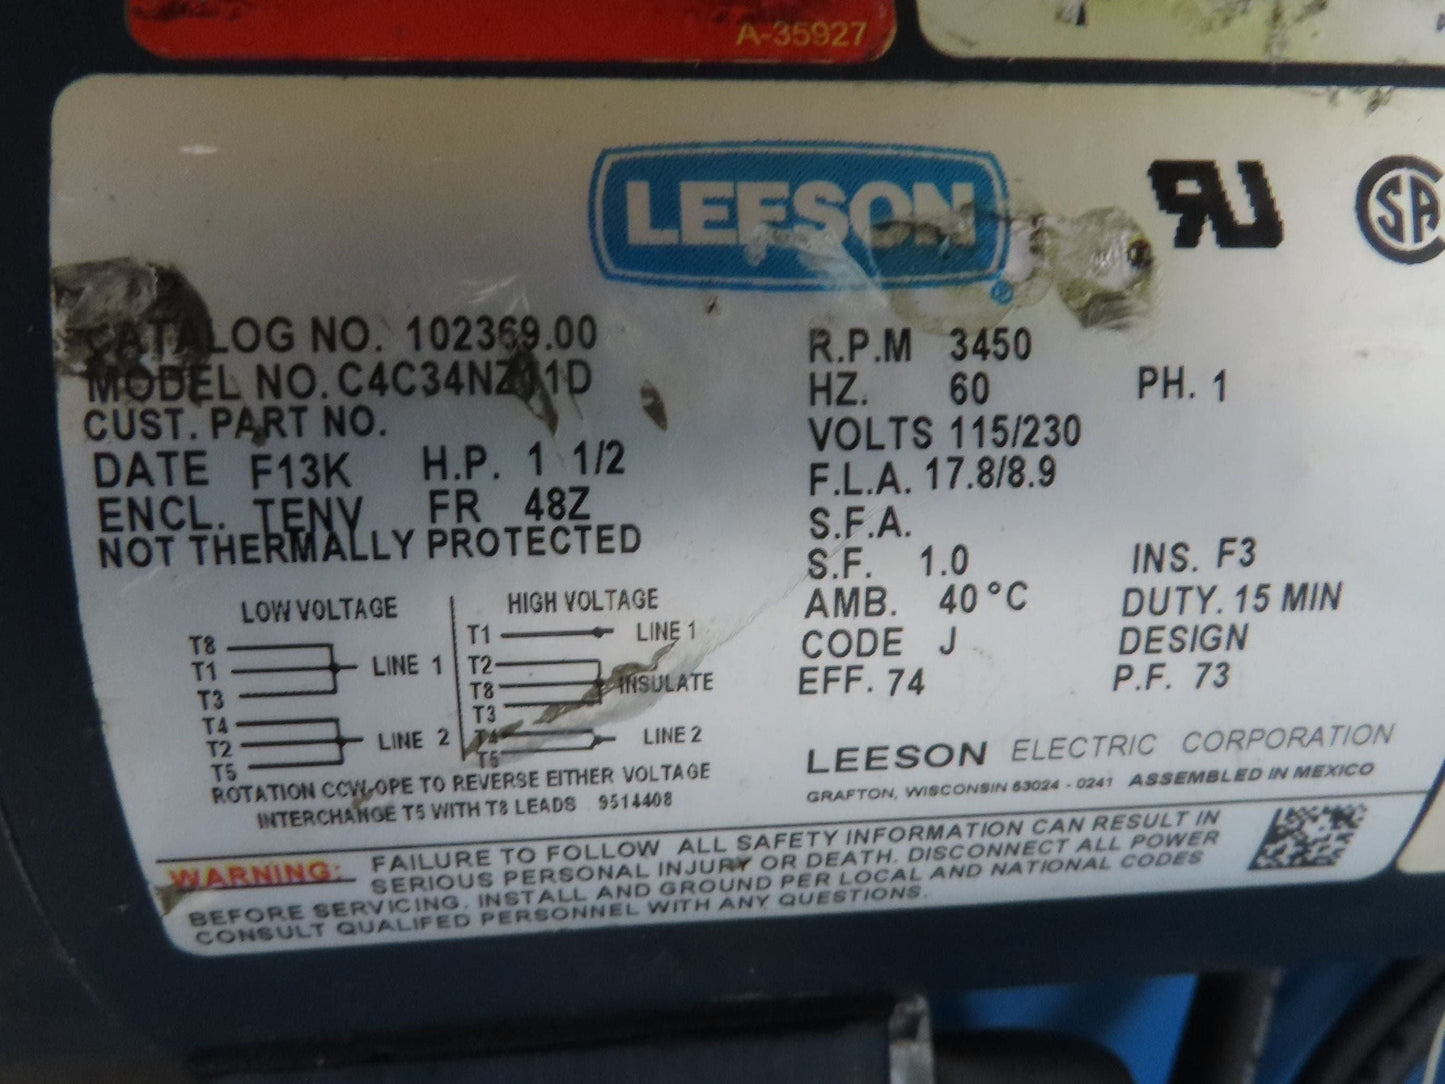 A-35927
LEESON
®
UR
SA
CATALOG NO. 102369.00
MODEL NO. C4C34NZ11D
CUST. PART NO.
DATE F13K H.P. 1 1/2
ENCL. TENV FR 48Z
NOT THERMALLY PROTECTED
R.P.M 3450
HZ. 60 PH. 1
VOLTS 115/230
F.L.A. 17.8/8.9
S.F.A.
S.F. 1.0 INS. F3
AMB. 40°C DUTY. 15 MIN
CODE J DESIGN
EFF. 74 P.F. 73
LOW VOLTAGE
T8
T1 LINE 1
T3
T4
T2 LINE 2
T5
HIGH VOLTAGE
T1 LINE 1
T2
T8 INSULATE
T3
T4 LINE 2
T5
ROTATION CCW-OPE TO REVERSE EITHER VOLTAGE
INTERCHANGE T5 WITH T8 LEADS 9514408
LEESON ELECTRIC CORPORATION
GRAFTON, WISCONSIN 53024-0241 ASSEMBLED IN MEXICO
WARNING: FAILURE TO FOLLOW ALL SAFETY INFORMATION CAN RESULT IN
SERIOUS PERSONAL INJURY OR DEATH. DISCONNECT ALL POWER
BEFORE SERVICING. INSTALL AND GROUND PER LOCAL AND NATIONAL CODES
CONSULT QUALIFED PERSONNEL WITH ANY QUESTIONS.